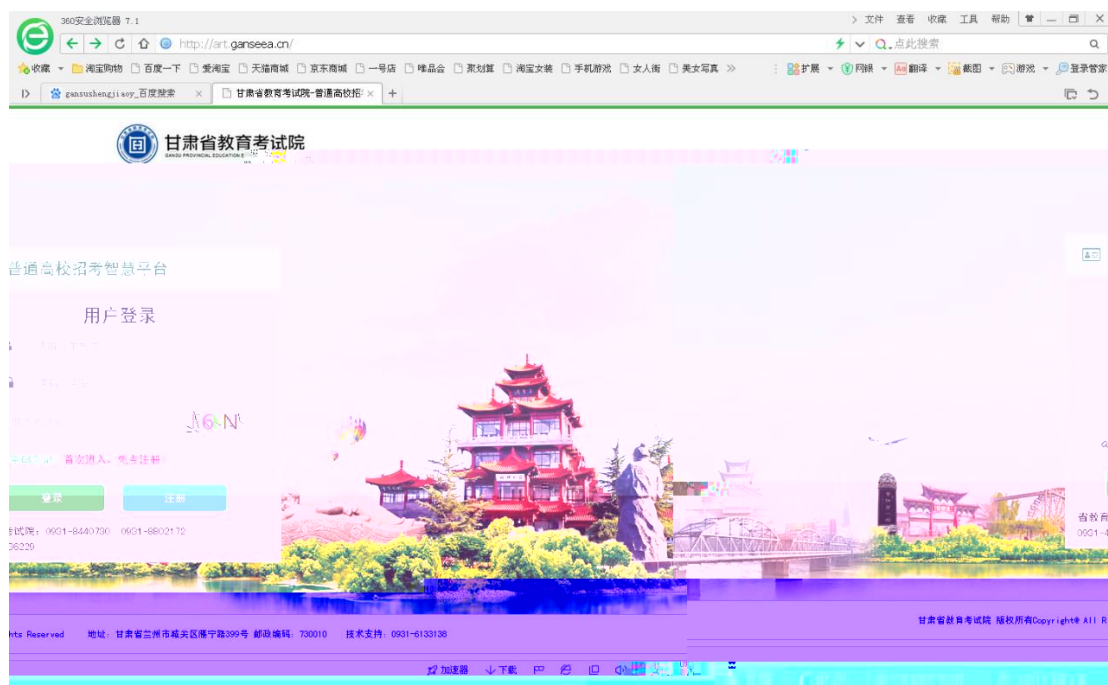 360安全浏览器 7.1
文件 查看 收藏 工具 帮助
http://art.ganseea.cn/
点此搜索
收藏 淘宝购物 百度一下 爱淘宝 天猫商城 京东商城 一号店 唯品会 聚划算 淘宝女装 手机游戏 女人街 美女写真 扩展 网银 翻译 截图 游戏 登录管家
gansushengjiaoy_百度搜索
甘肃省教育考试院-普通高校招
甘肃省教育考试院
GANSU PROVINCIAL EDUCATION E
普通高校招考智慧平台
用户登录
首次进入，先去注册
登录 注册
考试院：0931-8440730 0931-8802172
省教育
06229
0931-4
甘肃省教育考试院 版权所有Copyright© All R
hts Reserved 地址：甘肃省兰州市城关区雁宁路399号 邮政编码：730010 技术支持：0931-6133138
加速器 下载